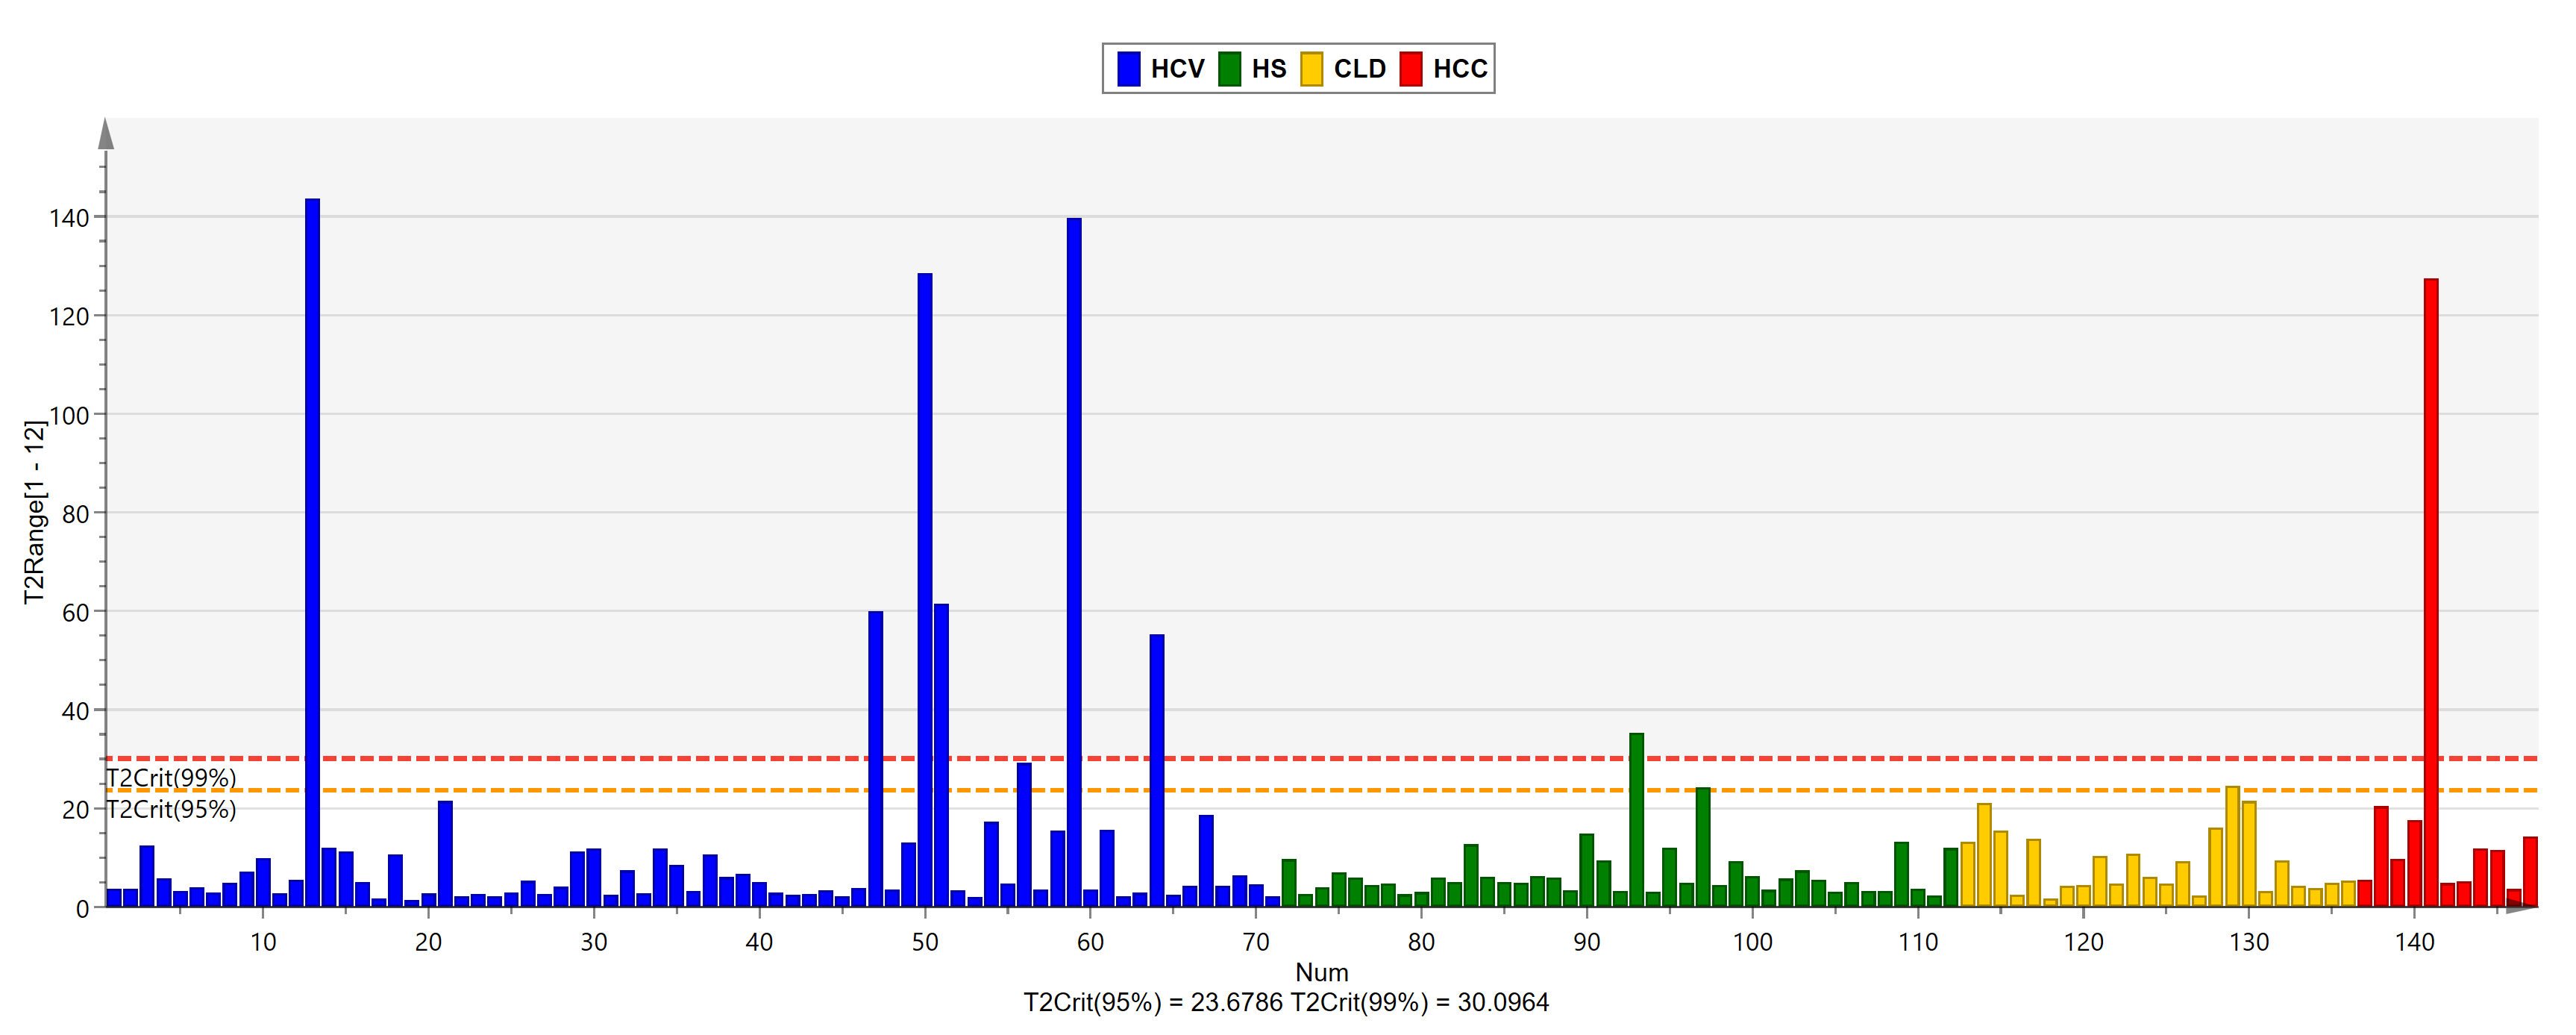 HCV HS CLD HCC
T2Range[1 - 12]
140
120
100
80
60
40
20
0
T2Crit(99%)
T2Crit(95%)
10 20 30 40 50 60 70 80 90 100 110 120 130 140
Num
T2Crit(95%) = 23.6786 T2Crit(99%) = 30.0964